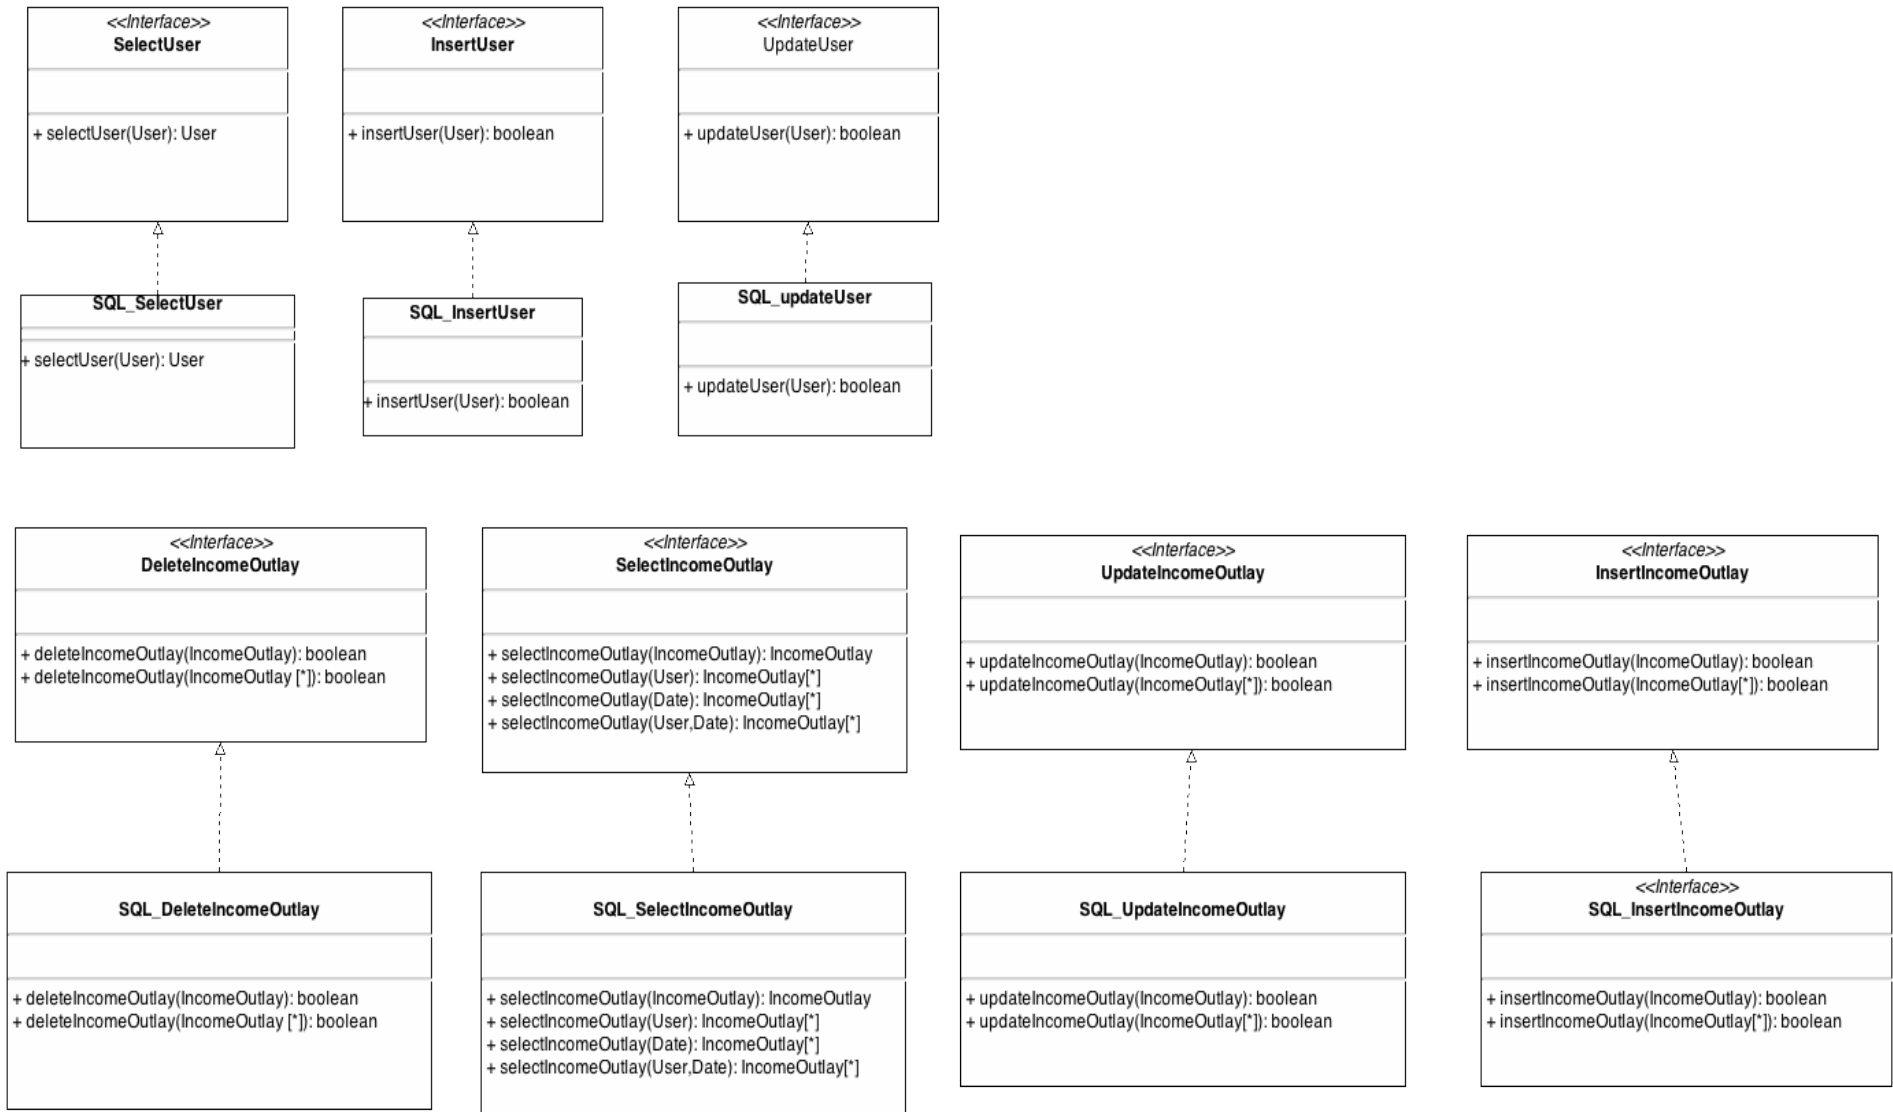 <<Interface>>
SelectUser
+ selectUser(User): User
<<Interface>>
InsertUser
+ insertUser(User): boolean
<<Interface>>
UpdateUser
+ updateUser(User): boolean
SQL_SelectUser
+ selectUser(User): User
SQL_InsertUser
+ insertUser(User): boolean
SQL_updateUser
+ updateUser(User): boolean
<<Interface>>
DeleteIncomeOutlay
+ deleteIncomeOutlay(IncomeOutlay): boolean
+ deleteIncomeOutlay(IncomeOutlay [*]): boolean
<<Interface>>
SelectIncomeOutlay
+ selectIncomeOutlay(IncomeOutlay): IncomeOutlay
+ selectIncomeOutlay(User): IncomeOutlay[*]
+ selectIncomeOutlay(Date): IncomeOutlay[*]
+ selectIncomeOutlay(User,Date): IncomeOutlay[*]
<<Interface>>
UpdateIncomeOutlay
+ updateIncomeOutlay(IncomeOutlay): boolean
+ updateIncomeOutlay(IncomeOutlay[*]): boolean
<<Interface>>
InsertIncomeOutlay
+ insertIncomeOutlay(IncomeOutlay): boolean
+ insertIncomeOutlay(IncomeOutlay[*]): boolean
SQL_DeleteIncomeOutlay
+ deleteIncomeOutlay(IncomeOutlay): boolean
+ deleteIncomeOutlay(IncomeOutlay [*]): boolean
SQL_SelectIncomeOutlay
+ selectIncomeOutlay(IncomeOutlay): IncomeOutlay
+ selectIncomeOutlay(User): IncomeOutlay[*]
+ selectIncomeOutlay(Date): IncomeOutlay[*]
+ selectIncomeOutlay(User,Date): IncomeOutlay[*]
SQL_UpdateIncomeOutlay
+ updateIncomeOutlay(IncomeOutlay): boolean
+ updateIncomeOutlay(IncomeOutlay[*]): boolean
<<Interface>>
SQL_InsertIncomeOutlay
+ insertIncomeOutlay(IncomeOutlay): boolean
+ insertIncomeOutlay(IncomeOutlay[*]): boolean